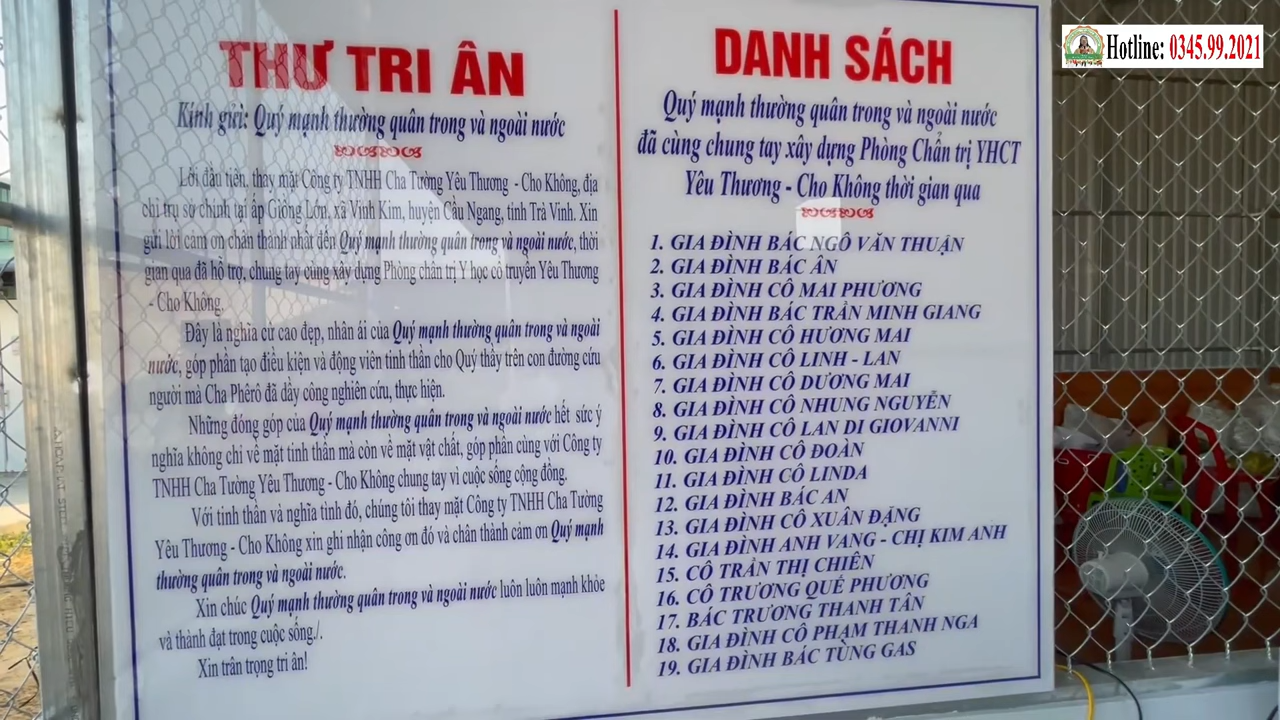 THƯ TRI ÂN
Kính gửi: Quý mạnh thường quân trong và ngoài nước
Lời đầu tiên, thay mặt Công ty TNHH Cha Tường Yêu Thương - Cho Không, địa
chỉ trụ sở chính tại ấp Giồng Lớn, xã Vinh Kim, huyện Cầu Ngang, tỉnh Trà Vinh. Xin
gửi lời cảm ơn chân thành nhất đến Quý mạnh thường quân trong và ngoài nước, thời
gian qua đã hỗ trợ, chung tay cùng xây dựng Phòng chẩn trị Y học cổ truyền Yêu Thương
- Cho Không.
Đây là nghĩa cử cao đẹp, nhân ái của Quý mạnh thường quân trong và ngoài
nước, góp phần tạo điều kiện và động viên tinh thần cho Quý thầy trên con đường cứu
người mà Cha Phêrô đã dầy công nghiên cứu, thực hiện.
Những đóng góp của Quý mạnh thường quân trong và ngoài nước hết sức ý
nghĩa không chỉ về mặt tinh thần mà còn về mặt vật chất, góp phần cùng với Công ty
TNHH Cha Tường Yêu Thương - Cho Không chung tay vì cuộc sống cộng đồng.
Với tinh thần và nghĩa tình đó, chúng tôi thay mặt Công ty TNHH Cha Tường
Yêu Thương - Cho Không xin ghi nhận công ơn đó và chân thành cảm ơn Quý mạnh
thường quân trong và ngoài nước.
Xin chúc Quý mạnh thường quân trong và ngoài nước luôn luôn mạnh khỏe
và thành đạt trong cuộc sống./.
Xin trân trọng tri ân!
DANH SÁCH
Quý mạnh thường quân trong và ngoài nước
đã cùng chung tay xây dựng Phòng Chẩn trị YHCT
Yêu Thương - Cho Không thời gian qua
1. GIA ĐÌNH BÁC NGÔ VĂN THUẬN
2. GIA ĐÌNH BÁC ÂN
3. GIA ĐÌNH CÔ MAI PHƯƠNG
4. GIA ĐÌNH BÁC TRẦN MINH GIANG
5. GIA ĐÌNH CÔ HƯƠNG MAI
6. GIA ĐÌNH CÔ LINH - LAN
7. GIA ĐÌNH CÔ DƯƠNG MAI
8. GIA ĐÌNH CÔ NHUNG NGUYỄN
9. GIA ĐÌNH CÔ LAN DI GIOVANNI
10. GIA ĐÌNH CÔ ĐOÀN
11. GIA ĐÌNH CÔ LINDA
12. GIA ĐÌNH BÁC AN
13. GIA ĐÌNH CÔ XUÂN ĐẶNG
14. GIA ĐÌNH ANH VANG - CHỊ KIM ANH
15. CÔ TRẦN THỊ CHIÊN
16. CÔ TRƯƠNG QUẾ PHƯƠNG
17. BÁC TRƯƠNG THANH TÂN
18. GIA ĐÌNH CÔ PHẠM THANH NGA
19. GIA ĐÌNH BÁC TÙNG GAS
Hotline: 0345.99.2021